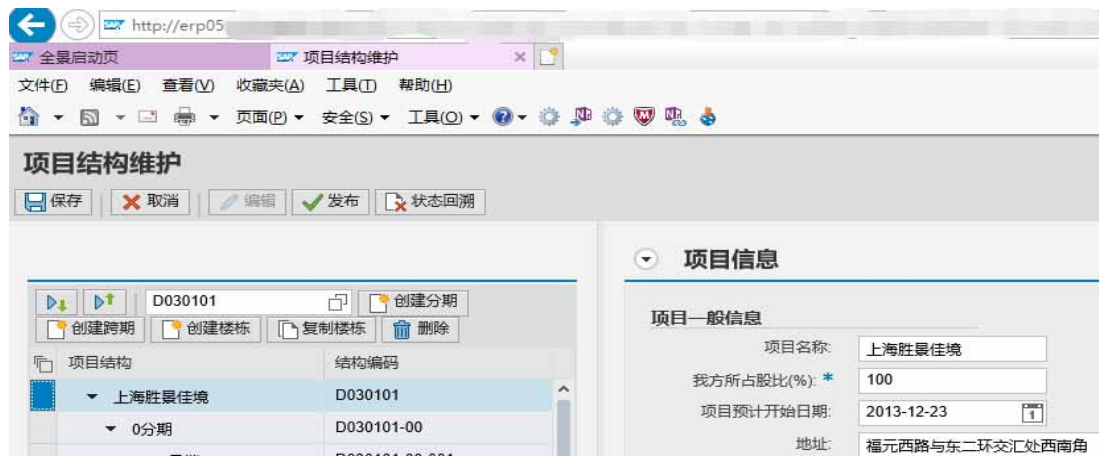 http://erp05
SAP 全景启动页 SAP 项目结构维护
文件(F) 编辑(E) 查看(V) 收藏夹(A) 工具(T) 帮助(H)
页面(P) 安全(S) 工具(O)
项目结构维护
保存 取消 编辑 发布 状态回溯
D030101 创建分期
创建跨期 创建楼栋 复制楼栋 删除
项目结构 结构编码
上海胜景佳境 D030101
0分期 D030101-00
项目信息
项目一般信息
项目名称: 上海胜景佳境
我方所占股比(%): * 100
项目预计开始日期: 2013-12-23
地址: 福元西路与东二环交汇处西南角